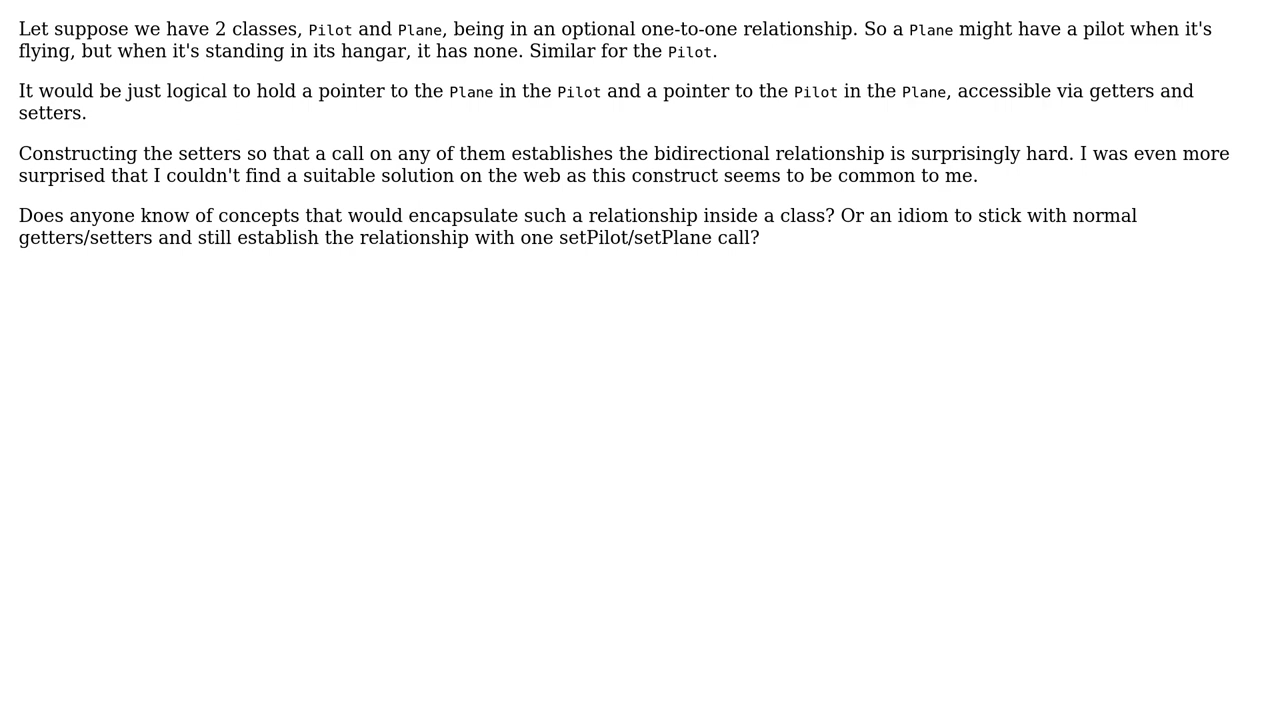 Let suppose we have 2 classes, Pilot and Plane, being in an optional one-to-one relationship. So a Plane might have a pilot when it's
flying, but when it's standing in its hangar, it has none. Similar for the Pilot.
It would be just logical to hold a pointer to the Plane in the Pilot and a pointer to the Pilot in the Plane, accessible via getters and
setters.
Constructing the setters so that a call on any of them establishes the bidirectional relationship is surprisingly hard. I was even more
surprised that I couldn't find a suitable solution on the web as this construct seems to be common to me.
Does anyone know of concepts that would encapsulate such a relationship inside a class? Or an idiom to stick with normal
getters/setters and still establish the relationship with one setPilot/setPlane call?